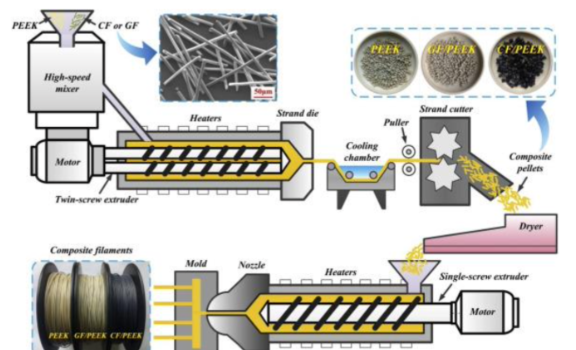 PEEK
CF or GF
High-speed
mixer
50μm
Heaters
Strand die
Motor
Twin-screw extruder
Cooling
chamber
Puller
Strand cutter
PEEK
GF/PEEK
CF/PEEK
Composite
pellets
Dryer
Composite filaments
PEEK
GF/PEEK
CF/PEEK
Mold
Nozzle
Heaters
Single-screw extruder
Motor